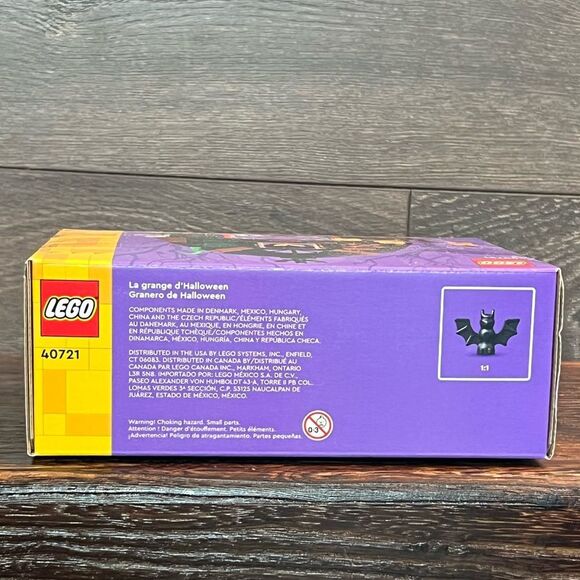 LEGO
40721
La grange d'Halloween
Granero de Halloween
COMPONENTS MADE IN DENMARK, MEXICO, HUNGARY,
CHINA AND THE CZECH REPUBLIC/ÉLÉMENTS FABRIQUÉS
AU DANEMARK, AU MEXIQUE, EN HONGRIE, EN CHINE ET
EN RÉPUBLIQUE TCHÈQUE/COMPONENTES HECHOS EN
DINAMARCA, MÉXICO, HUNGRÍA, CHINA Y REPÚBLICA CHECA.
DISTRIBUTED IN THE USA BY LEGO SYSTEMS, INC., ENFIELD,
CT 06083. DISTRIBUTED IN CANADA BY/DISTRIBUÉ AU
CANADA PAR LEGO CANADA INC., MARKHAM, ONTARIO
L3R 5N8. IMPORTADO POR: LEGO MÉXICO S.A. DE C.V.,
PASEO ALEXANDER VON HUMBOLDT 43-A, TORRE II PB COL.
LOMAS VERDES 3ª SECCIÓN, C.P. 53125 NAUCALPAN DE
JUÁREZ, ESTADO DE MÉXICO, MÉXICO.
Warning! Choking hazard. Small parts.
Attention ! Danger d'étouffement. Petits éléments.
¡Advertencia! Peligro de atragantamiento. Partes pequeñas.
0-3
1:1
LEGO